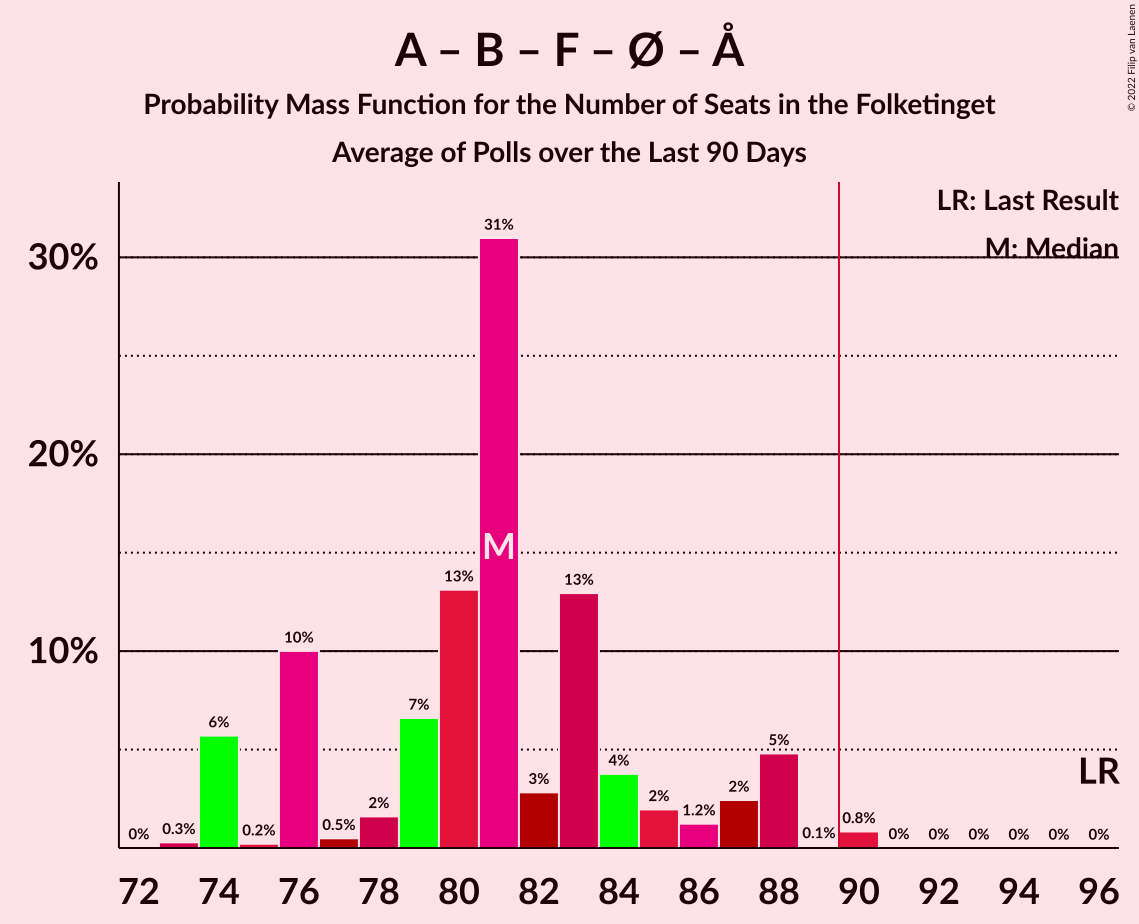 A – B – F – Ø – Å
Probability Mass Function for the Number of Seats in the Folketinget
Average of Polls over the Last 90 Days
© 2022 Filip van Laenen
LR: Last Result
M: Median
30%
20%
10%
0% 0.3% 6% 0.2% 10% 0.5% 2% 7% 13% 31% 3% 13% 4% 2% 1.2% 2% 5% 0.1% 0.8% 0% 0% 0% 0% 0% 0%
M
LR
72 74 76 78 80 82 84 86 88 90 92 94 96